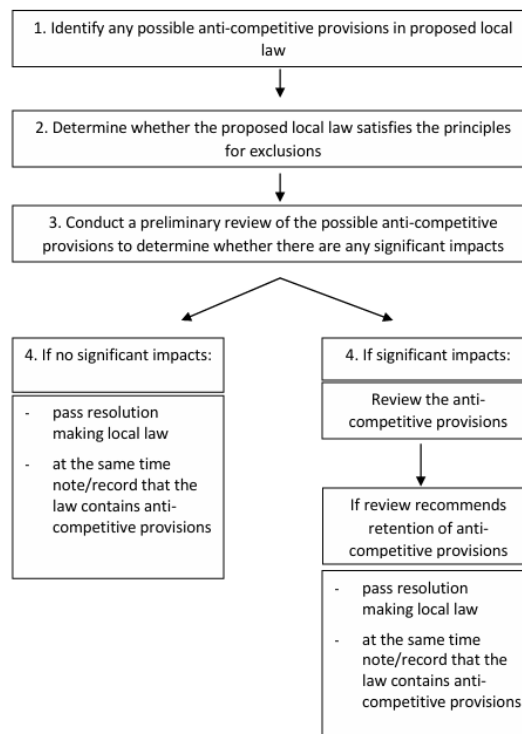 1. Identify any possible anti-competitive provisions in proposed local
law
2. Determine whether the proposed local law satisfies the principles
for exclusions
3. Conduct a preliminary review of the possible anti-competitive
provisions to determine whether there are any significant impacts
4. If no significant impacts:
- pass resolution
making local law
- at the same time
note/record that the
law contains anti-
competitive provisions
4. If significant impacts:
Review the anti-
competitive provisions
If review recommends
retention of anti-
competitive provisions
- pass resolution
making local law
- at the same time
note/record that the
law contains anti-
competitive provisions